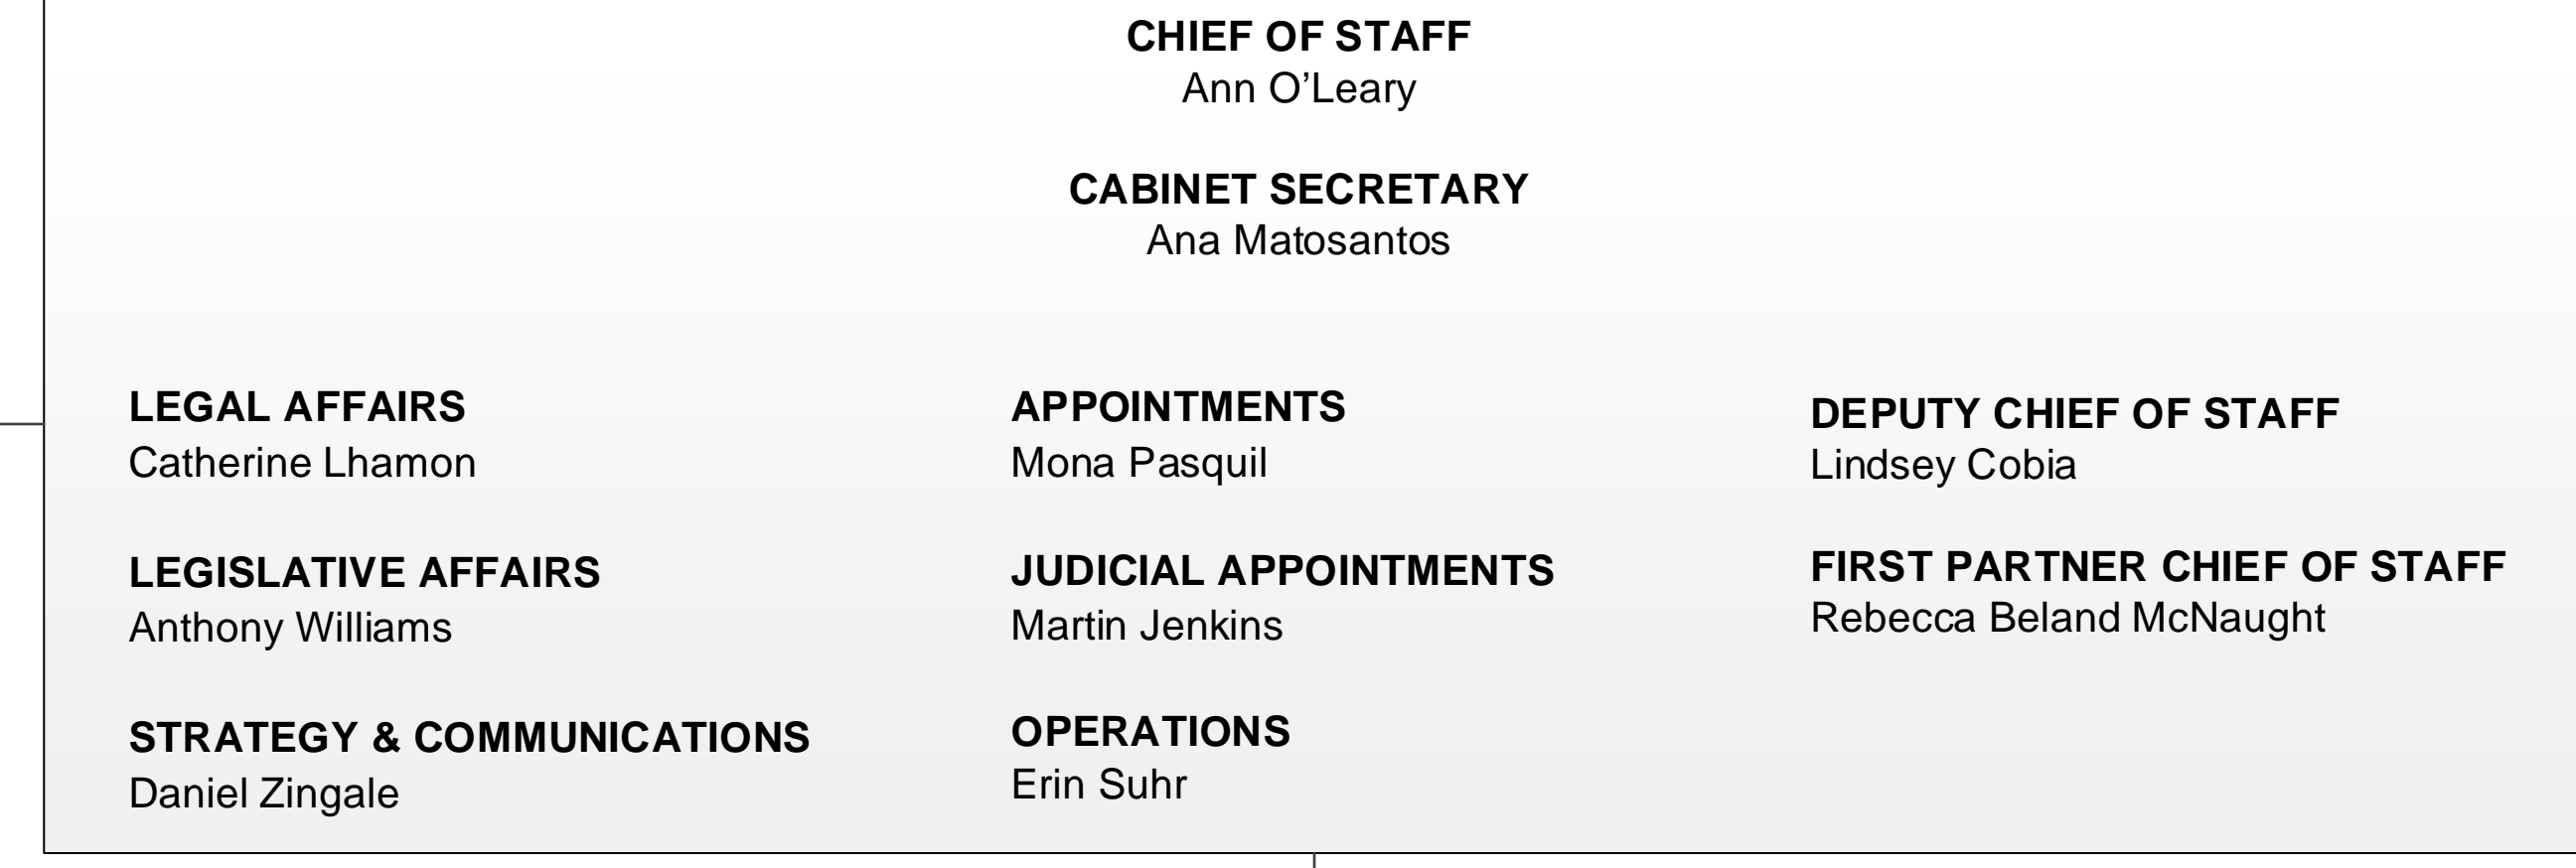 CHIEF OF STAFF
Ann O’Leary
CABINET SECRETARY
Ana Matosantos
LEGAL AFFAIRS
Catherine Lhamon
LEGISLATIVE AFFAIRS
Anthony Williams
STRATEGY & COMMUNICATIONS
Daniel Zingale
APPOINTMENTS
Mona Pasquil
JUDICIAL APPOINTMENTS
Martin Jenkins
OPERATIONS
Erin Suhr
DEPUTY CHIEF OF STAFF
Lindsey Cobia
FIRST PARTNER CHIEF OF STAFF
Rebecca Beland McNaught